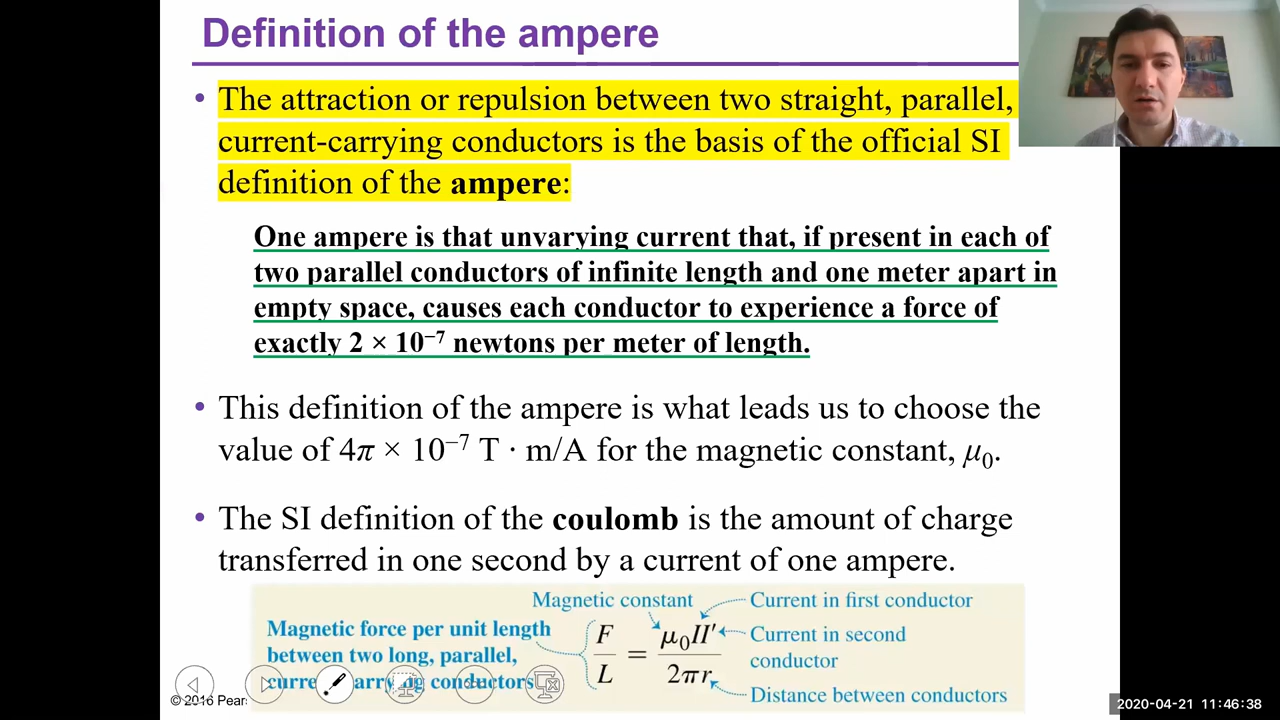 Definition of the ampere
• The attraction or repulsion between two straight, parallel,
current-carrying conductors is the basis of the official SI
definition of the ampere:
One ampere is that unvarying current that, if present in each of
two parallel conductors of infinite length and one meter apart in
empty space, causes each conductor to experience a force of
exactly 2 × 10⁻⁷ newtons per meter of length.
• This definition of the ampere is what leads us to choose the
value of 4π × 10⁻⁷ T · m/A for the magnetic constant, μ₀.
• The SI definition of the coulomb is the amount of charge
transferred in one second by a current of one ampere.
Magnetic constant
Current in first conductor
Magnetic force per unit length
between two long, parallel,
conductors
F/L = μ₀II′/2πr
Current in second
conductor
Distance between conductors
© 2016 Pears
2020-04-21 11:46:38